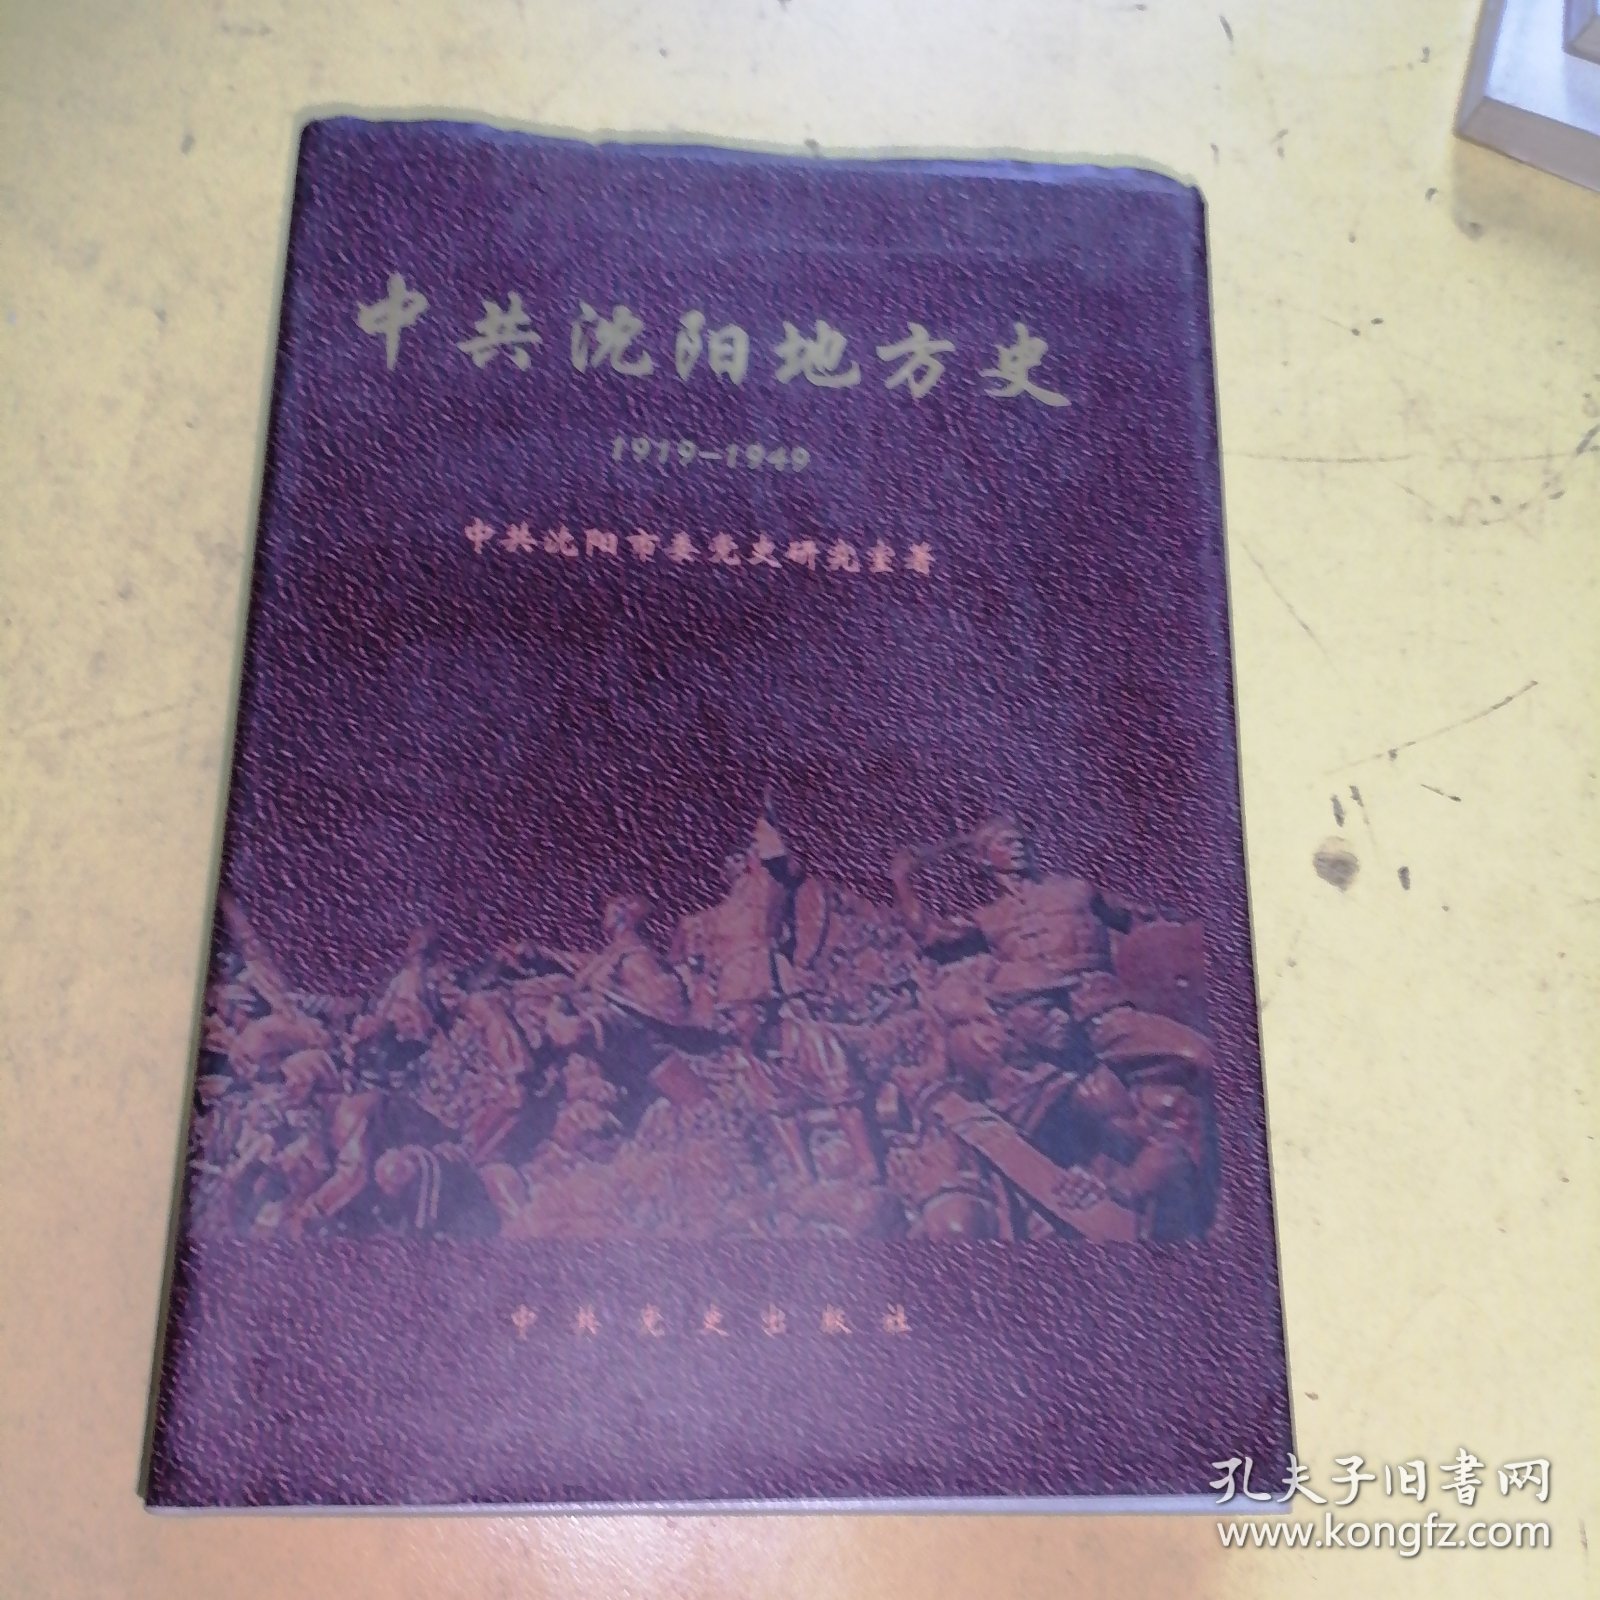 中共沈阳地方史
1919-1949
中共沈阳市委党史研究室著
中共党史出版社
孔夫子旧书网
www.kongfz.com